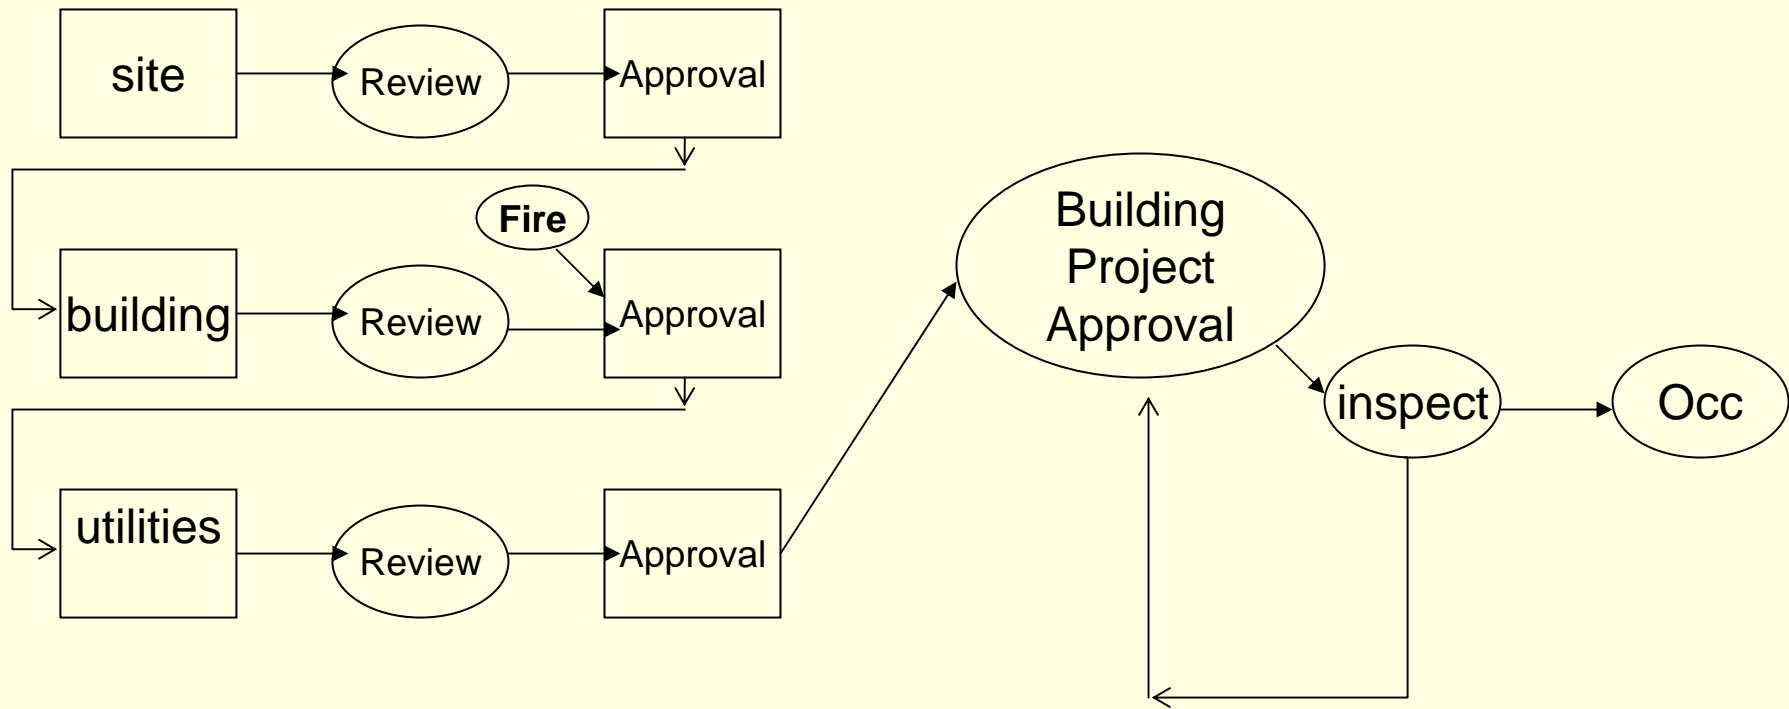 site
Review
Approval
Fire
building
Review
Approval
utilities
Review
Approval
Building
Project
Approval
inspect
Occ